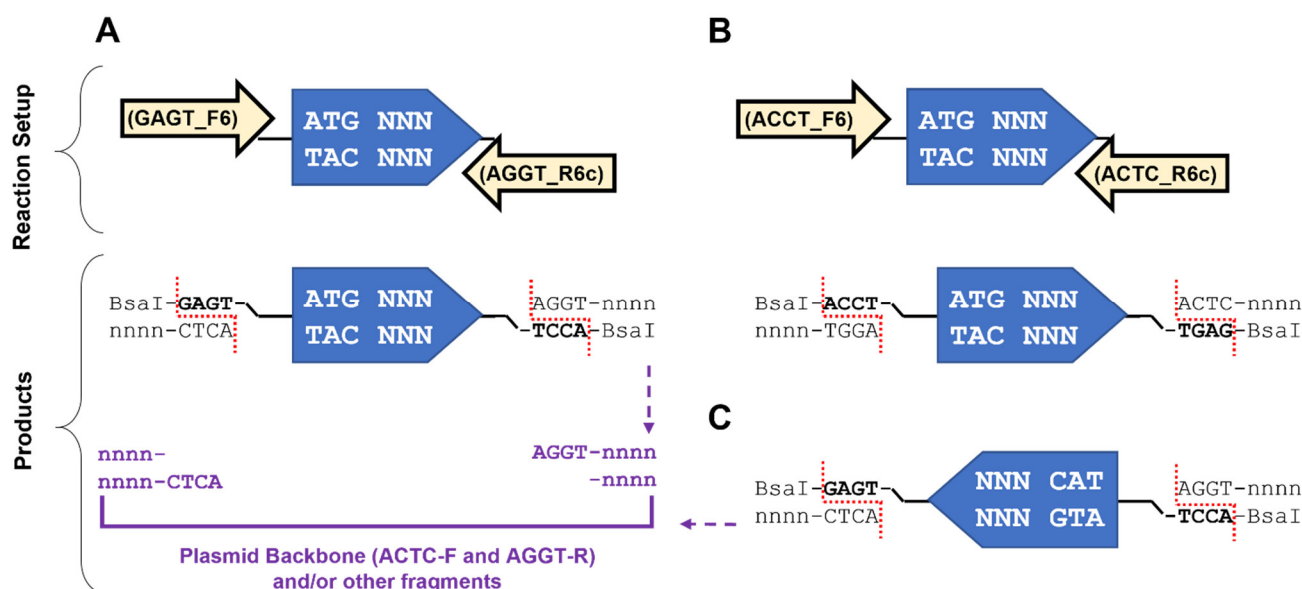 A
B
Reaction Setup
(GAGT_F6)
ATG NNN
TAC NNN
(AGGT_R6c)
(ACCT_F6)
ATG NNN
TAC NNN
(ACTC_R6c)
Products
BsaI-GAGT-
nnnn-CTCA
ATG NNN
TAC NNN
AGGT-nnnn
-TCCA-BsaI
BsaI-ACCT-
nnnn-TGGA
ATG NNN
TAC NNN
ACTC-nnnn
-TGAG-BsaI
nnnn-
nnnn-CTCA
AGGT-nnnn
-nnnn
Plasmid Backbone (ACTC-F and AGGT-R)
and/or other fragments
C
BsaI-GAGT-
nnnn-CTCA
NNN CAT
NNN GTA
AGGT-nnnn
-TCCA-BsaI